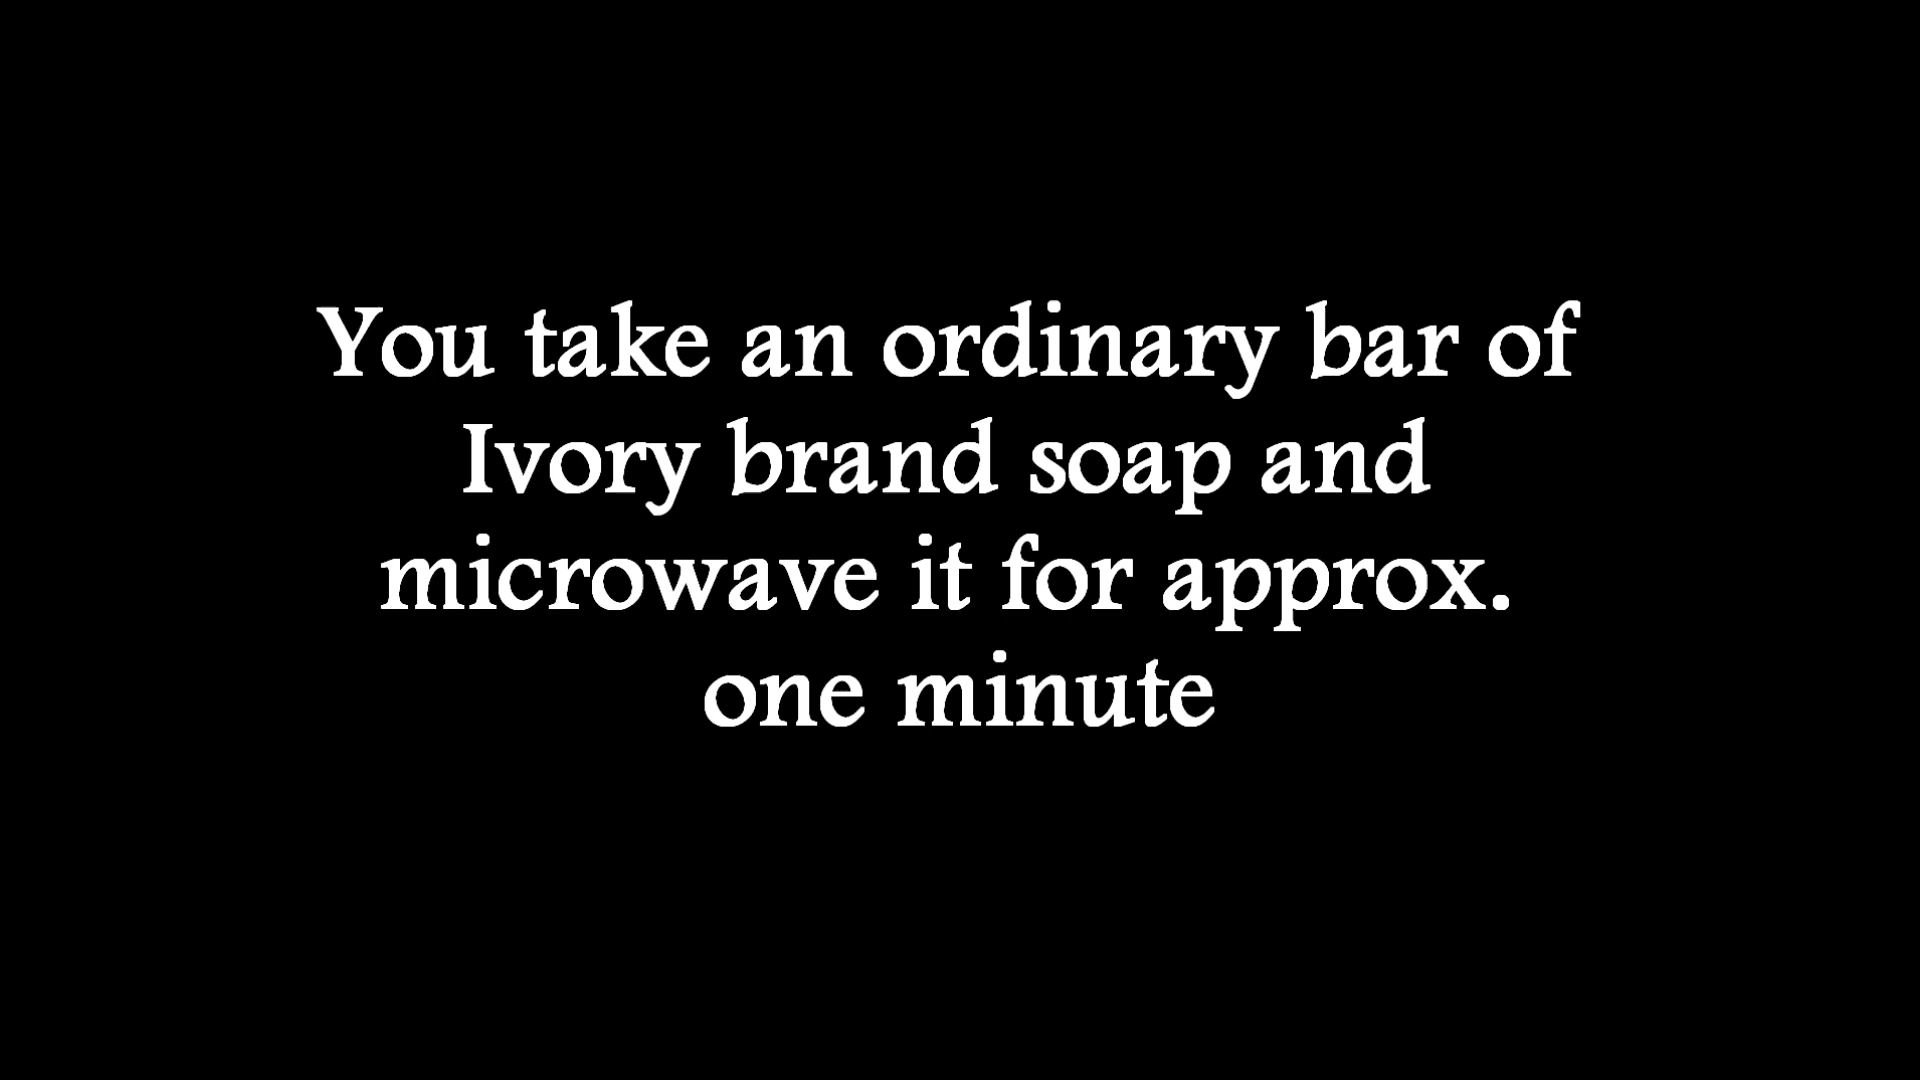 You take an ordinary bar of
Ivory brand soap and
microwave it for approx.
one minute